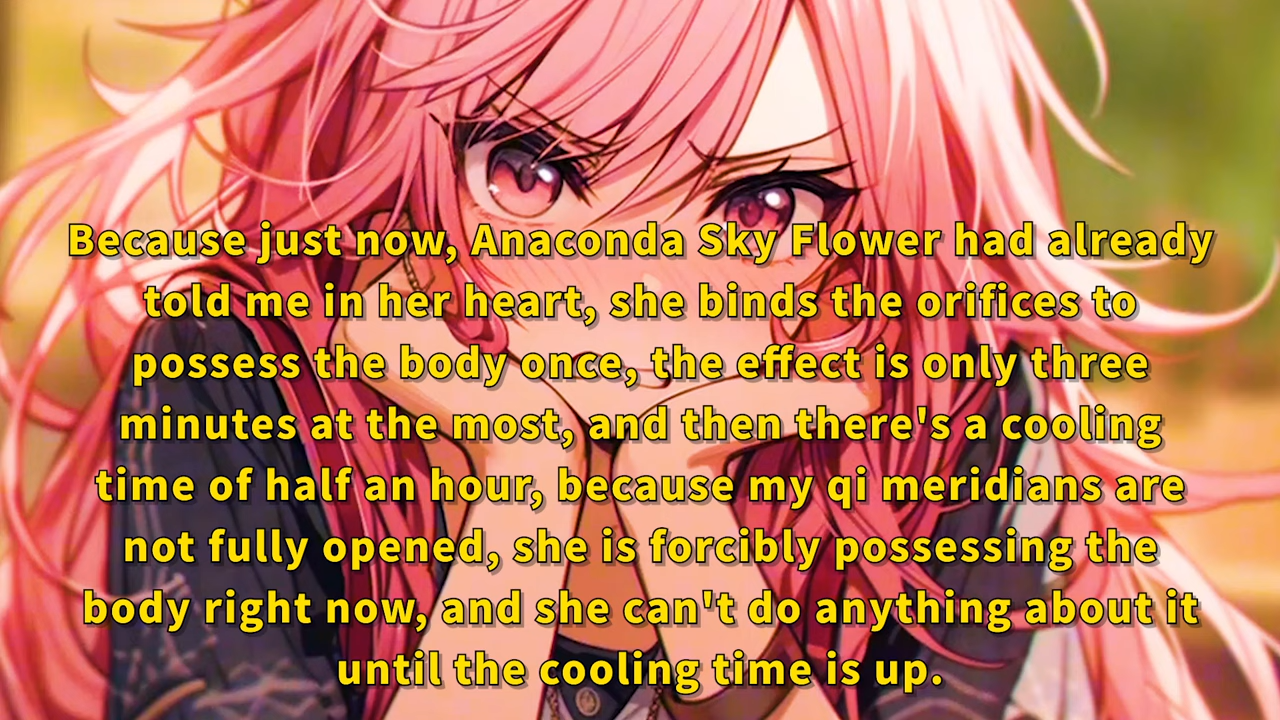 Because just now, Anaconda Sky Flower had already
told me in her heart, she binds the orifices to
possess the body once, the effect is only three
minutes at the most, and then there's a cooling
time of half an hour, because my qi meridians are
not fully opened, she is forcibly possessing the
body right now, and she can't do anything about it
until the cooling time is up.